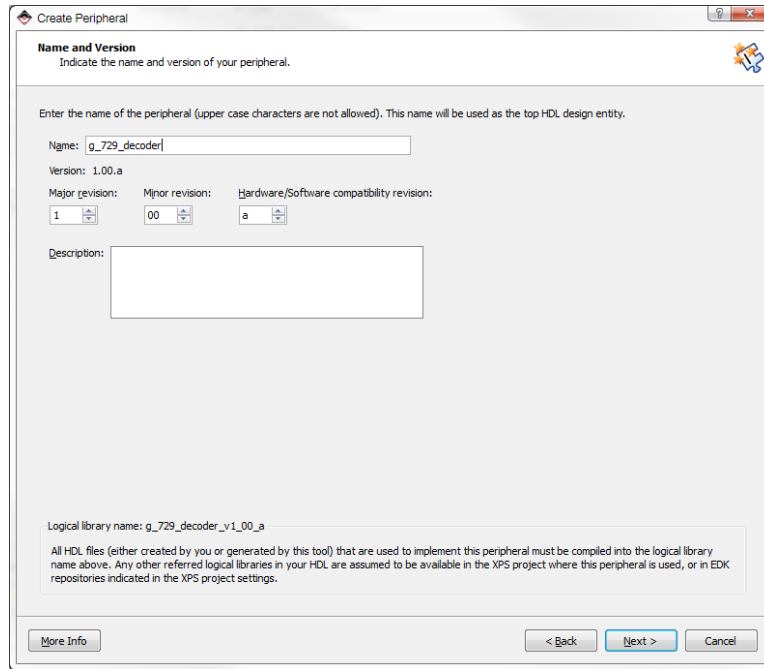 Create Peripheral
Name and Version
Indicate the name and version of your peripheral.
Enter the name of the peripheral (upper case characters are not allowed). This name will be used as the top HDL design entity.
Name: g_729_decoder
Version: 1.00.a
Major revision: Minor revision: Hardware/Software compatibility revision:
1 00 a
Description:
Logical library name: g_729_decoder_v1_00_a
All HDL files (either created by you or generated by this tool) that are used to implement this peripheral must be compiled into the logical library
name above. Any other referred logical libraries in your HDL are assumed to be available in the XPS project where this peripheral is used, or in EDK
repositories indicated in the XPS project settings.
More Info < Back Next > Cancel